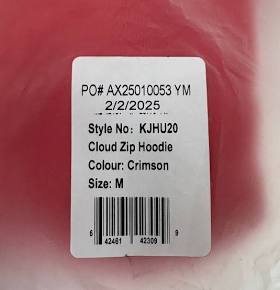 PO# AX25010053 YM
2/2/2025
Style No: KJHU20
Cloud Zip Hoodie
Colour: Crimson
Size: M
6 42461 42309 9